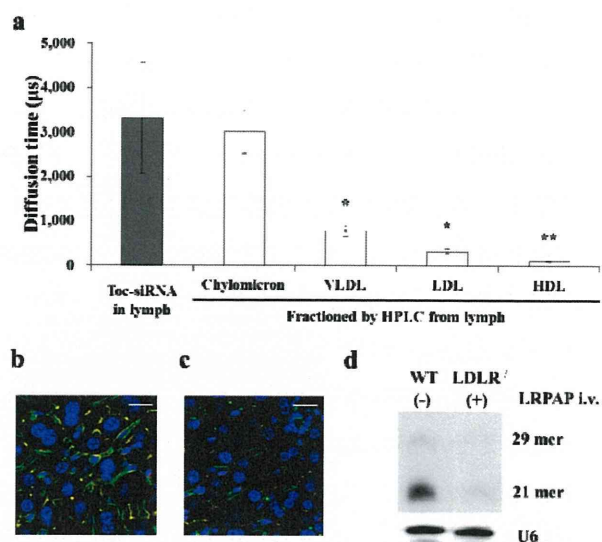 a
Diffusion time (μs)
5,000
4,000
3,000
2,000
1,000
0
*
*
**
Toc-siRNA
in lymph
Chylomicron
VLDL
LDL
HDL
Fractioned by HPLC from lymph
b
c
d
WT LDLR
(-) (+) LRPAP i.v.
29 mer
21 mer
U6